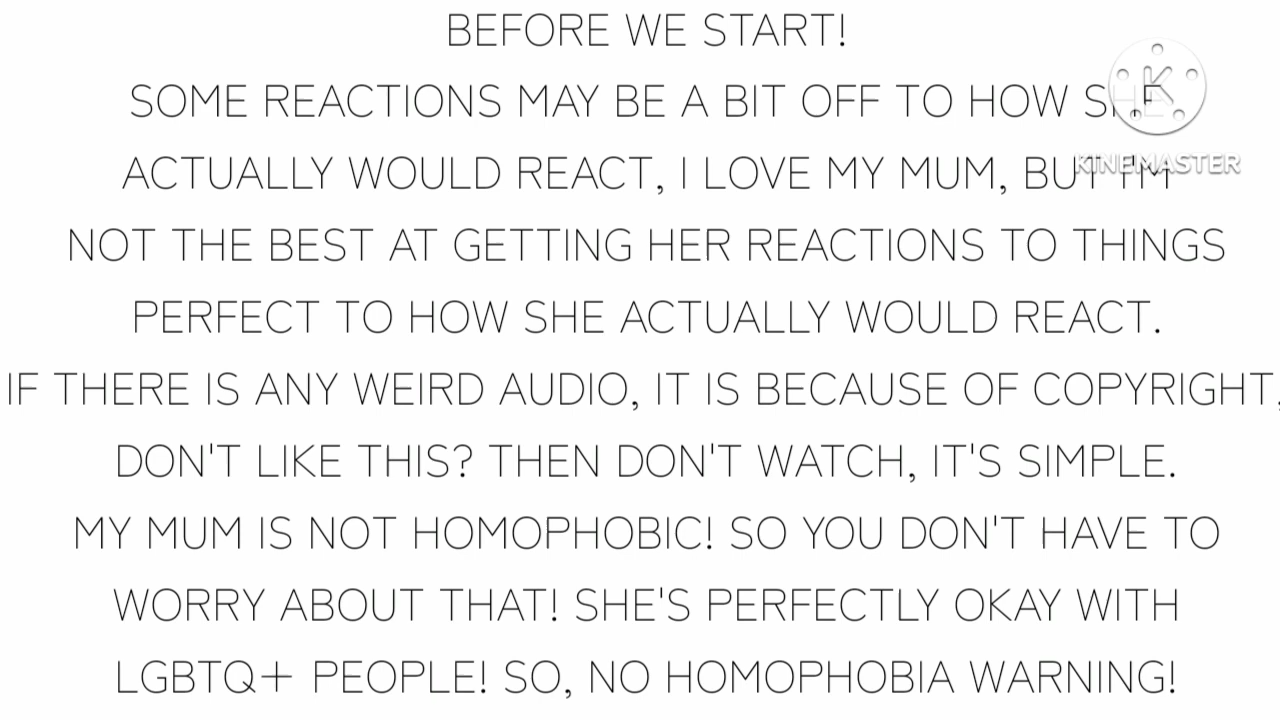 BEFORE WE START!
SOME REACTIONS MAY BE A BIT OFF TO HOW SHE
ACTUALLY WOULD REACT, I LOVE MY MUM, BUT I'M
KINEMASTER
NOT THE BEST AT GETTING HER REACTIONS TO THINGS
PERFECT TO HOW SHE ACTUALLY WOULD REACT.
IF THERE IS ANY WEIRD AUDIO, IT IS BECAUSE OF COPYRIGHT,
DON'T LIKE THIS? THEN DON'T WATCH, IT'S SIMPLE.
MY MUM IS NOT HOMOPHOBIC! SO YOU DON'T HAVE TO
WORRY ABOUT THAT! SHE'S PERFECTLY OKAY WITH
LGBTQ+ PEOPLE! SO, NO HOMOPHOBIA WARNING!